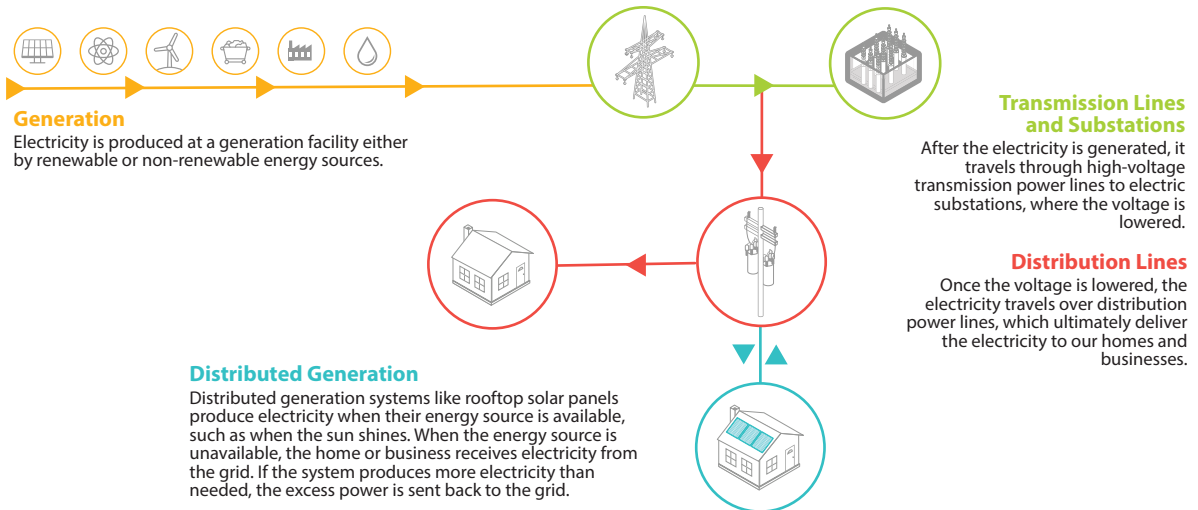 Generation
Electricity is produced at a generation facility either
by renewable or non-renewable energy sources.
Transmission Lines
and Substations
After the electricity is generated, it
travels through high-voltage
transmission power lines to electric
substations, where the voltage is
lowered.
Distribution Lines
Once the voltage is lowered, the
electricity travels over distribution
power lines, which ultimately deliver
the electricity to our homes and
businesses.
Distributed Generation
Distributed generation systems like rooftop solar panels
produce electricity when their energy source is available,
such as when the sun shines. When the energy source is
unavailable, the home or business receives electricity from
the grid. If the system produces more electricity than
needed, the excess power is sent back to the grid.